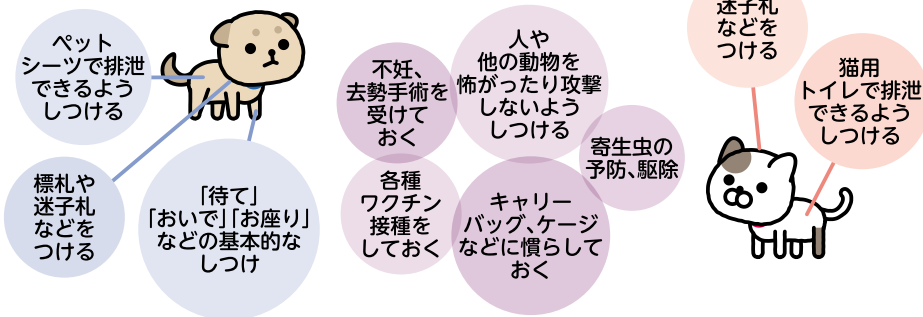 ペット
シーツで排泄
できるよう
しつける
標札や
迷子札
などを
つける
「待て」
「おいで」「お座り」
などの基本的な
しつけ
不妊、
去勢手術を
受けて
おく
人や
他の動物を
怖がったり攻撃
しないよう
しつける
寄生虫の
予防、駆除
各種
ワクチン
接種を
しておく
キャリー
バッグ、ケージ
などに慣らして
おく
迷子札
などを
つける
猫用
トイレで排泄
できるよう
しつける